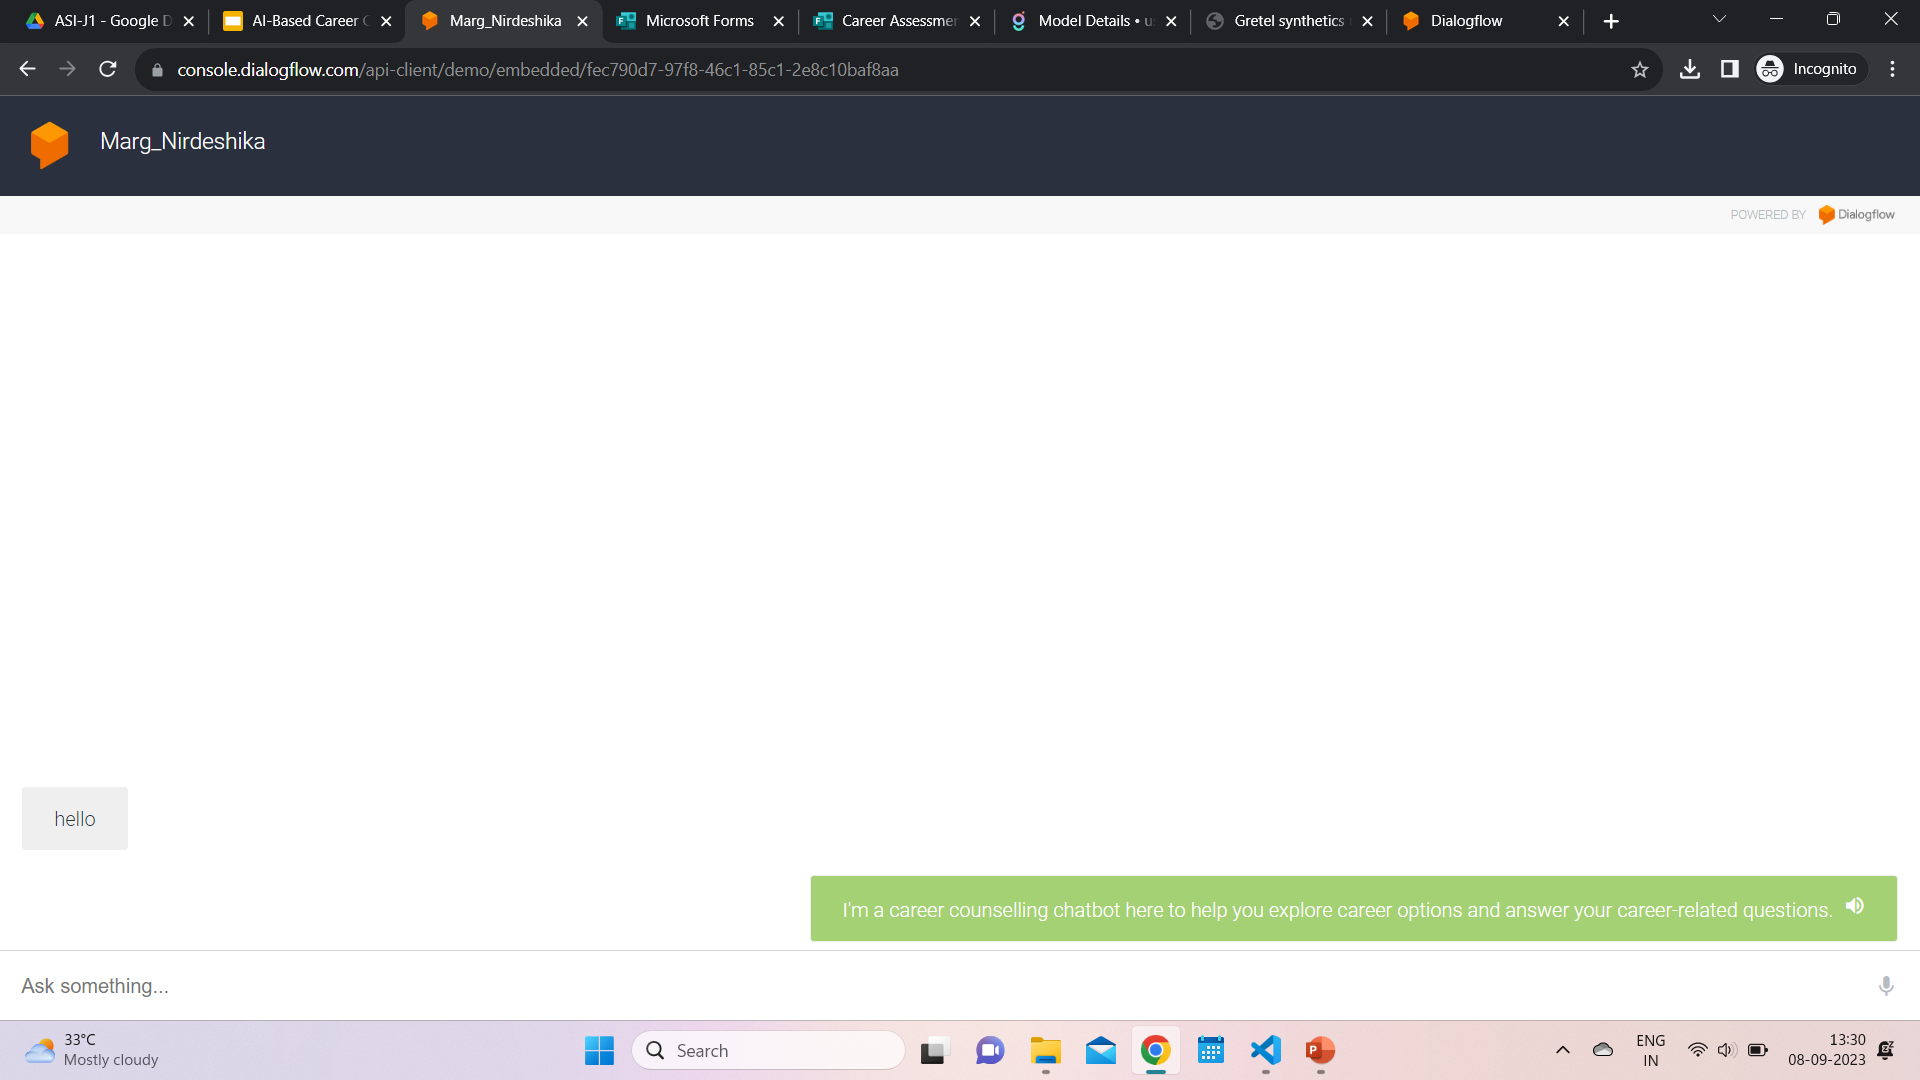 ASI-J1 - Google D
AI-Based Career C
Marg_Nirdeshika
Microsoft Forms
Career Assessmen
Model Details • u
Gretel synthetics
Dialogflow
console.dialogflow.com/api-client/demo/embedded/fec790d7-97f8-46c1-85c1-2e8c10baf8aa
Incognito
Marg_Nirdeshika
POWERED BY Dialogflow
hello
I'm a career counselling chatbot here to help you explore career options and answer your career-related questions.
Ask something...
33°C
Mostly cloudy
Search
ENG
IN
13:30
08-09-2023